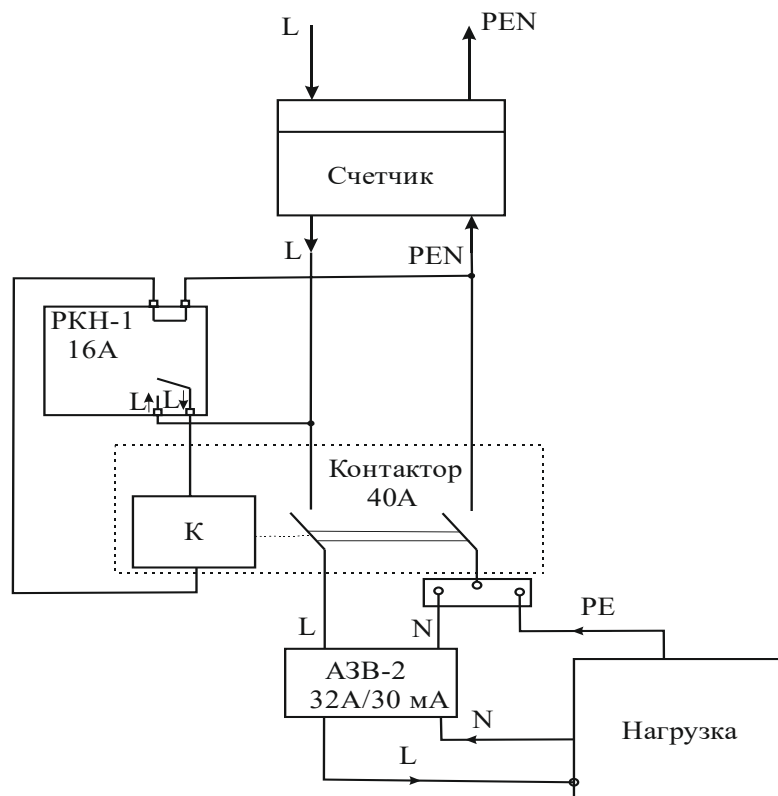 L
PEN
Счетчик
L
PEN
РКН-1
16А
L
L
Контактор
40А
К
L
N
PE
АЗВ-2
32А/30 мА
N
Нагрузка
L